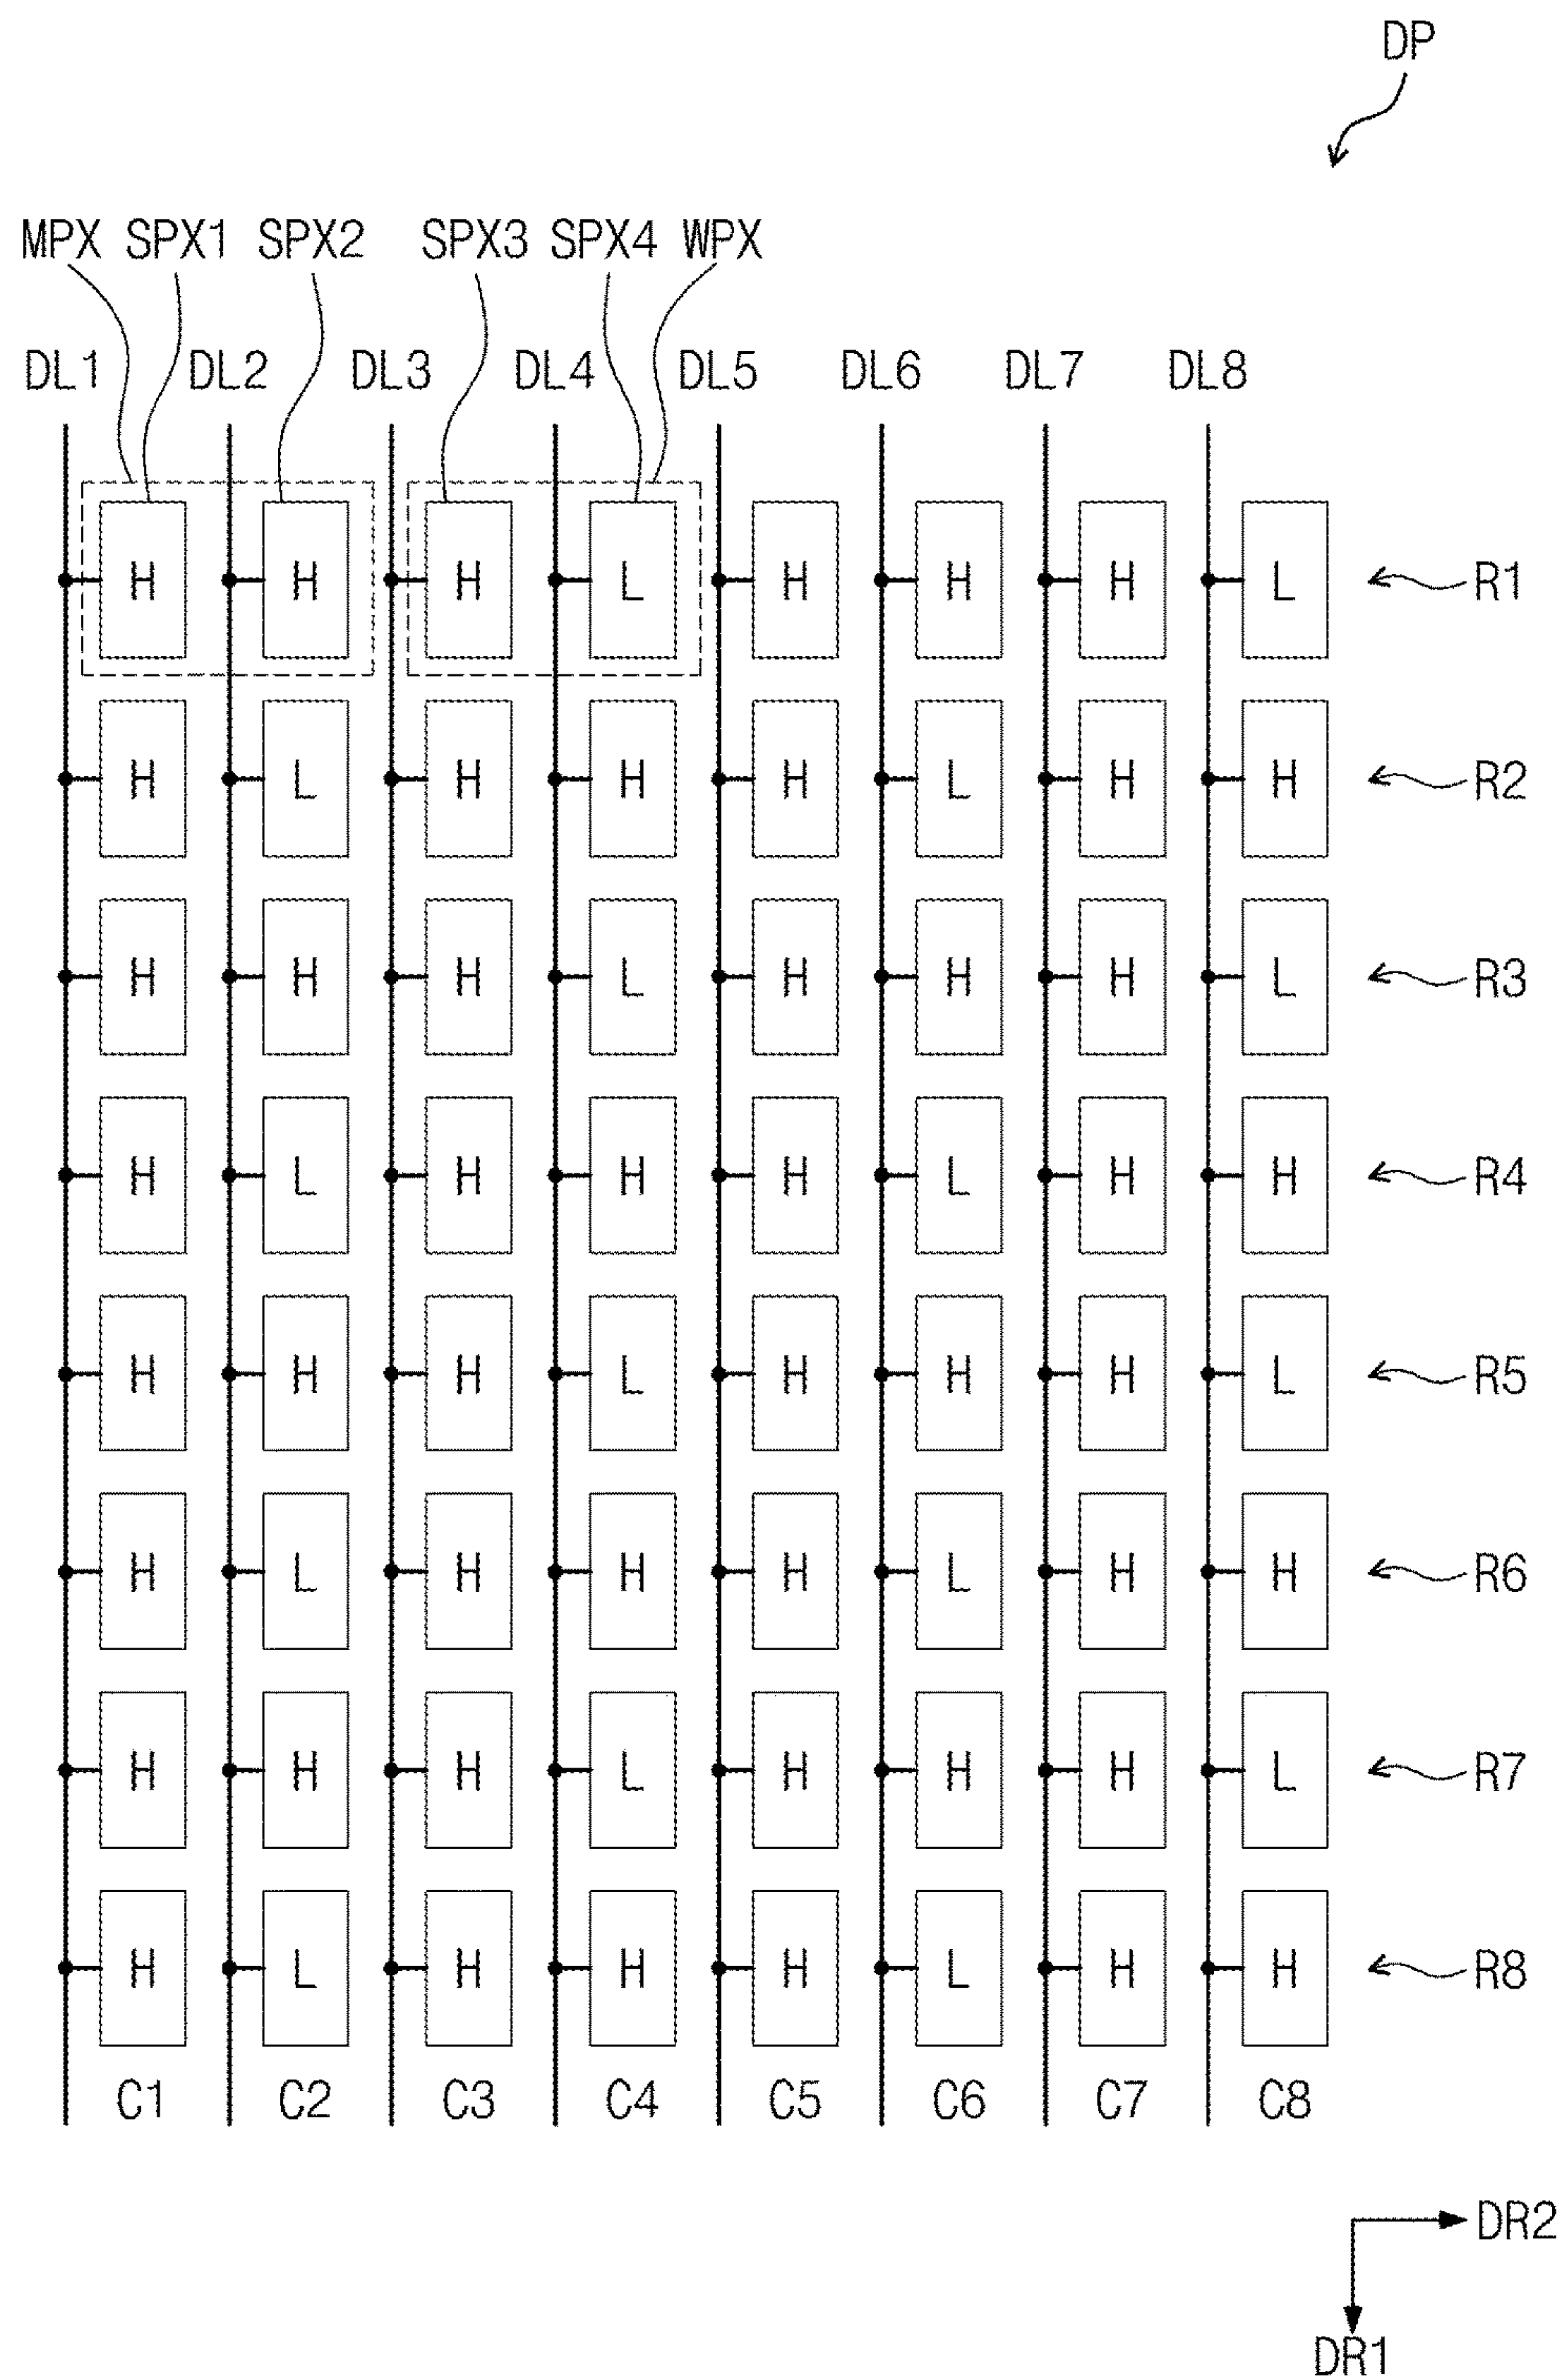 DP
MPX SPX1 SPX2 SPX3 SPX4 WPX
DL1 DL2 DL3 DL4 DL5 DL6 DL7 DL8
H H H L H H H L R1
H L H H H L H H R2
H H H L H H H L R3
H L H H H L H H R4
H H H L H H H L R5
H L H H H L H H R6
H H H L H H H L R7
H L H H H L H H R8
C1 C2 C3 C4 C5 C6 C7 C8
DR2
DR1